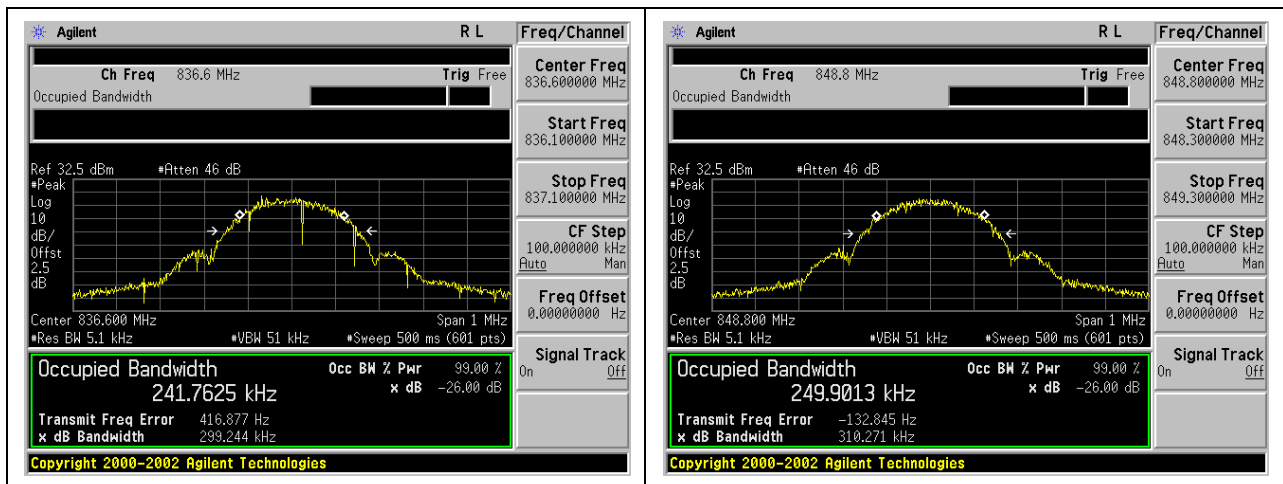 Agilent R L Freq/Channel
Ch Freq 836.6 MHz Trig Free
Occupied Bandwidth
Center Freq
836.600000 MHz
Start Freq
836.100000 MHz
Stop Freq
837.100000 MHz
CF Step
100.000000 kHz
Auto Man
Freq Offset
0.00000000 Hz
Signal Track
On Off
Ref 32.5 dBm #Atten 46 dB
#Peak
Log
10
dB/
Offst
2.5
dB
Center 836.600 MHz Span 1 MHz
#Res BW 5.1 kHz #VBW 51 kHz #Sweep 500 ms (601 pts)
Occupied Bandwidth Occ BW % Pwr 99.00 %
241.7625 kHz x dB -26.00 dB
Transmit Freq Error 416.877 Hz
x dB Bandwidth 299.244 kHz
Copyright 2000-2002 Agilent Technologies
Agilent R L Freq/Channel
Ch Freq 848.8 MHz Trig Free
Occupied Bandwidth
Center Freq
848.800000 MHz
Start Freq
848.300000 MHz
Stop Freq
849.300000 MHz
CF Step
100.000000 kHz
Auto Man
Freq Offset
0.00000000 Hz
Signal Track
On Off
Ref 32.5 dBm #Atten 46 dB
#Peak
Log
10
dB/
Offst
2.5
dB
Center 848.800 MHz Span 1 MHz
#Res BW 5.1 kHz #VBW 51 kHz #Sweep 500 ms (601 pts)
Occupied Bandwidth Occ BW % Pwr 99.00 %
249.9013 kHz x dB -26.00 dB
Transmit Freq Error -132.845 Hz
x dB Bandwidth 310.271 kHz
Copyright 2000-2002 Agilent Technologies